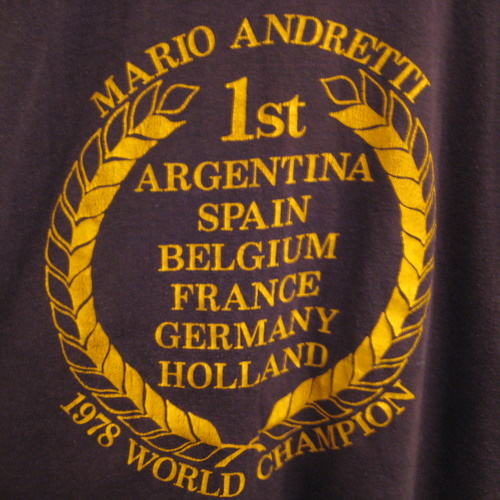 MARIO ANDRETTI
1st
ARGENTINA
SPAIN
BELGIUM
FRANCE
GERMANY
HOLLAND
1978 WORLD CHAMPION